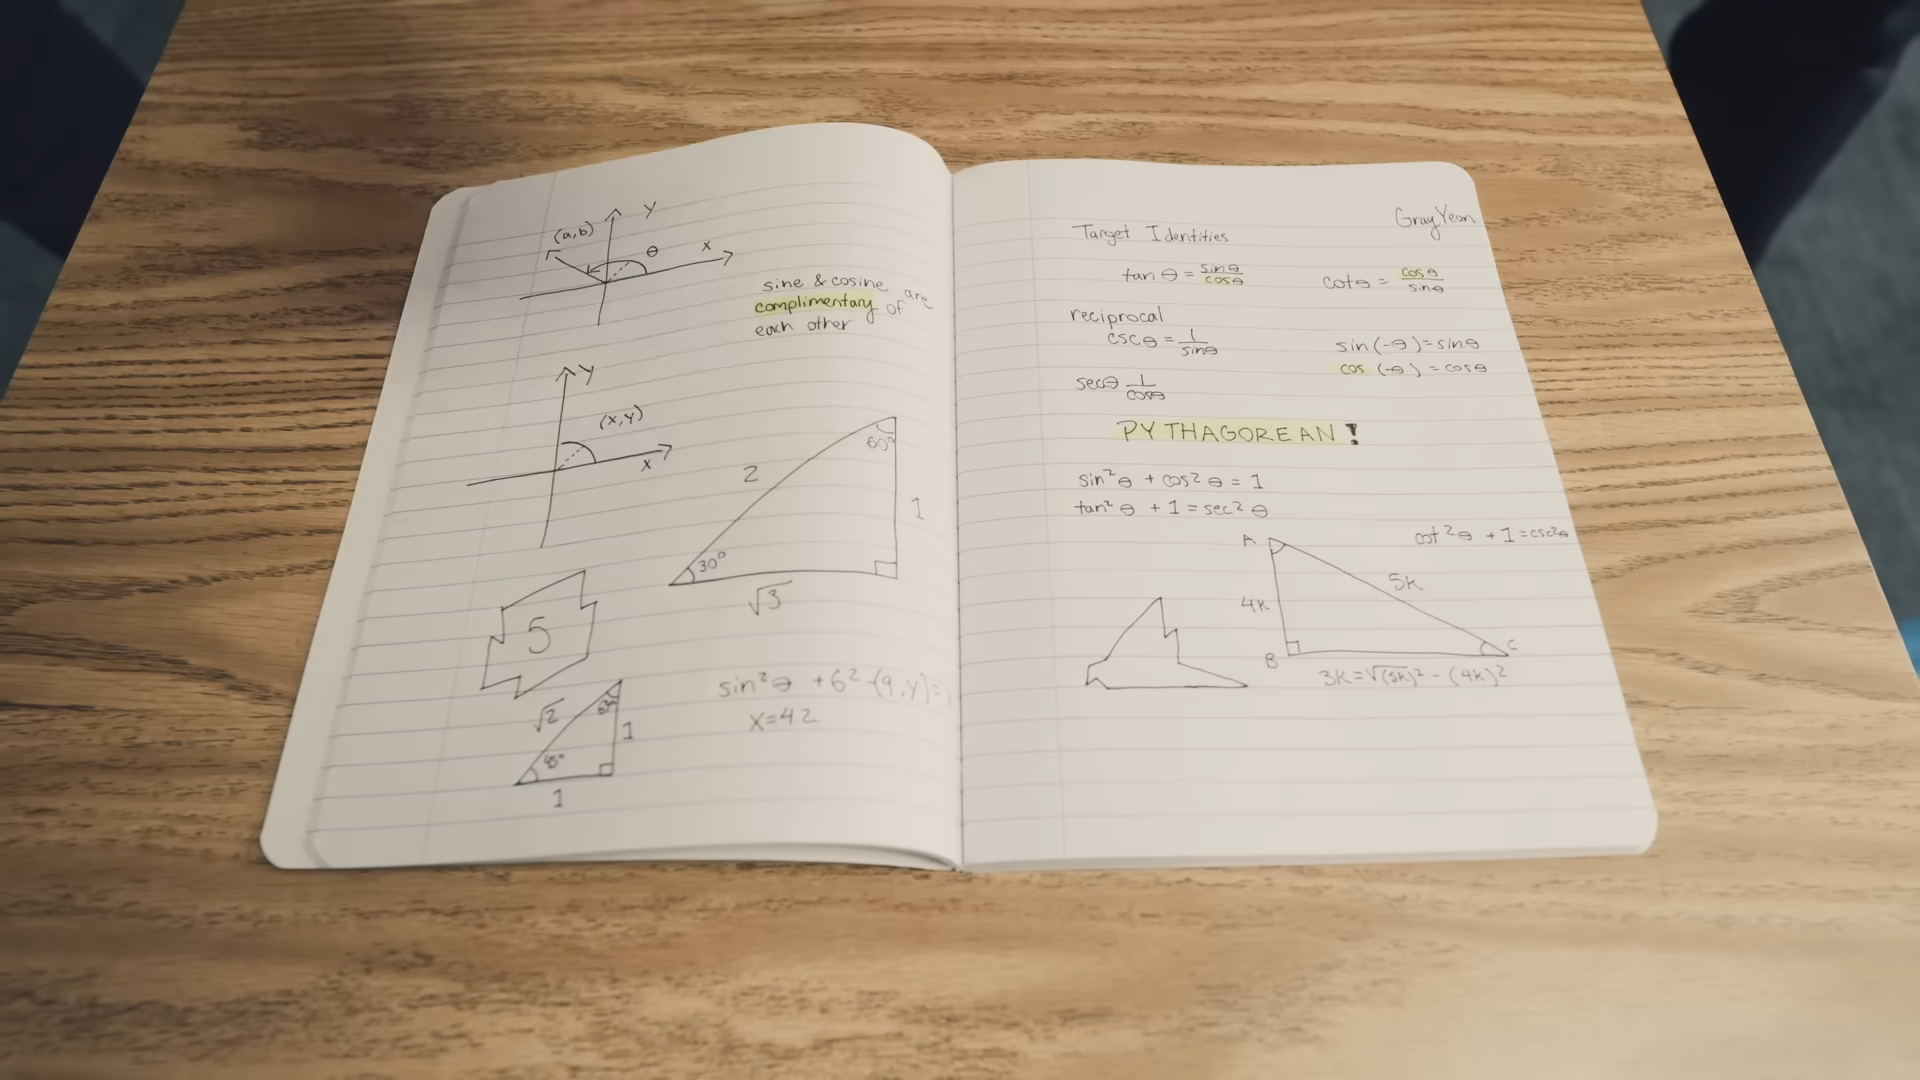 (a,b)
y
θ
x
sine & cosine are
complimentary of
each other
y
(x,y)
x
2
60°
1
30°
√3
5
√2
45°
1
1
sin²θ + 6² -(9,y)=
x=42
Gray Yeon
Target Identities
tan θ = sinθ/cosθ
cotθ = cosθ/sinθ
reciprocal
cscθ = 1/sinθ
sin(-θ)=sinθ
cos (-θ) = cosθ
secθ 1/cosθ
PYTHAGOREAN!
sin²θ + cos²θ = 1
tan²θ + 1 = sec²θ
cot²θ + 1 = csc²θ
A
5k
4k
B
C
3k=√(5k)² - (4k)²